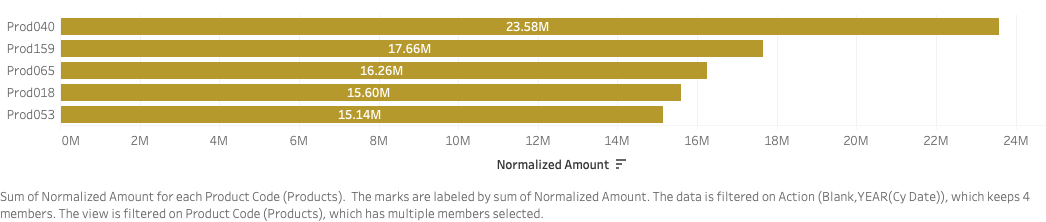 Prod040 23.58M
Prod159 17.66M
Prod065 16.26M
Prod018 15.60M
Prod053 15.14M
0M 2M 4M 6M 8M 10M 12M 14M 16M 18M 20M 22M 24M
Normalized Amount
Sum of Normalized Amount for each Product Code (Products).  The marks are labeled by sum of Normalized Amount. The data is filtered on Action (Blank,YEAR(Cy Date)), which keeps 4
members. The view is filtered on Product Code (Products), which has multiple members selected.